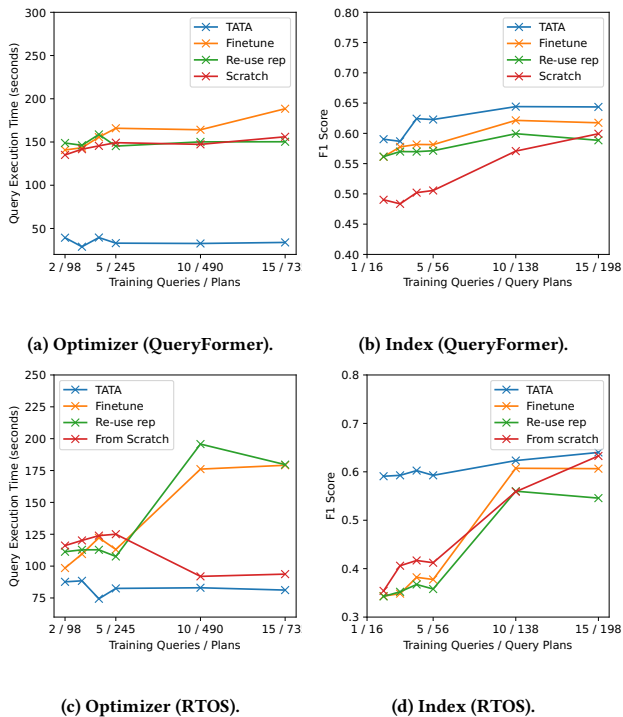 300
250
200
150
100
50
Query Execution Time (seconds)
TATA
Finetune
Re-use rep
Scratch
2 / 98
5 / 245
10 / 490
15 / 73
Training Queries / Plans
(a) Optimizer (QueryFormer).
0.80
0.75
0.70
0.65
0.60
0.55
0.50
0.45
0.40
F1 Score
TATA
Finetune
Re-use rep
Scratch
1 / 16
5 / 56
10 / 138
15 / 198
Training Queries / Query Plans
(b) Index (QueryFormer).
250
225
200
175
150
125
100
75
Query Execution Time (seconds)
TATA
Finetune
Re-use rep
From Scratch
2 / 98
5 / 245
10 / 490
15 / 73
Training Queries / Plans
(c) Optimizer (RTOS).
0.8
0.7
0.6
0.5
0.4
0.3
F1 Score
TATA
Finetune
Re-use rep
From scratch
1 / 16
5 / 56
10 / 138
15 / 198
Training Queries / Query Plans
(d) Index (RTOS).